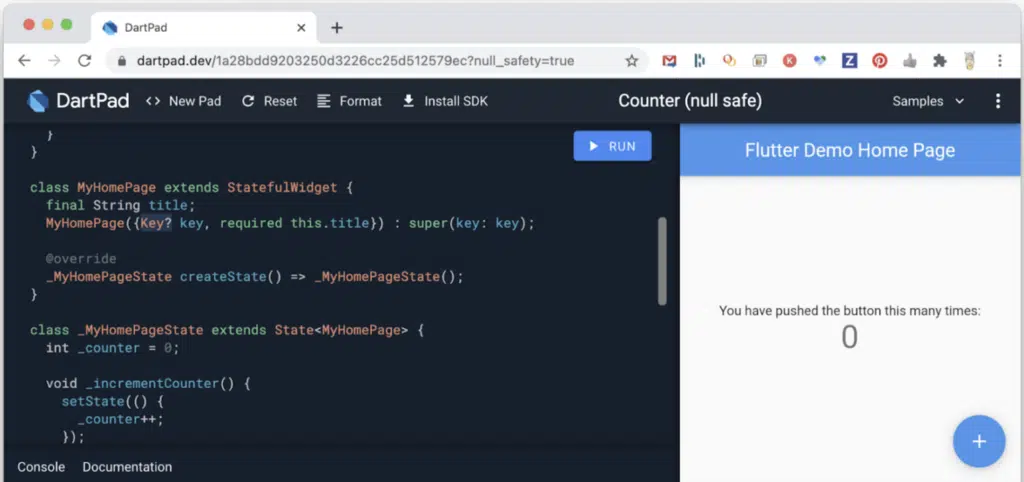 DartPad
dartpad.dev/1a28bdd9203250d3226cc25d512579ec?null_safety=true
DartPad
<> New Pad
Reset
Format
Install SDK
Counter (null safe)
Samples
RUN
  }
}
class MyHomePage extends StatefulWidget {
  final String title;
  MyHomePage({Key? key, required this.title}) : super(key: key);
  @override
  _MyHomePageState createState() => _MyHomePageState();
}
class _MyHomePageState extends State<MyHomePage> {
  int _counter = 0;
  void _incrementCounter() {
    setState(() {
      _counter++;
    });
Console
Documentation
Flutter Demo Home Page
You have pushed the button this many times:
0
+